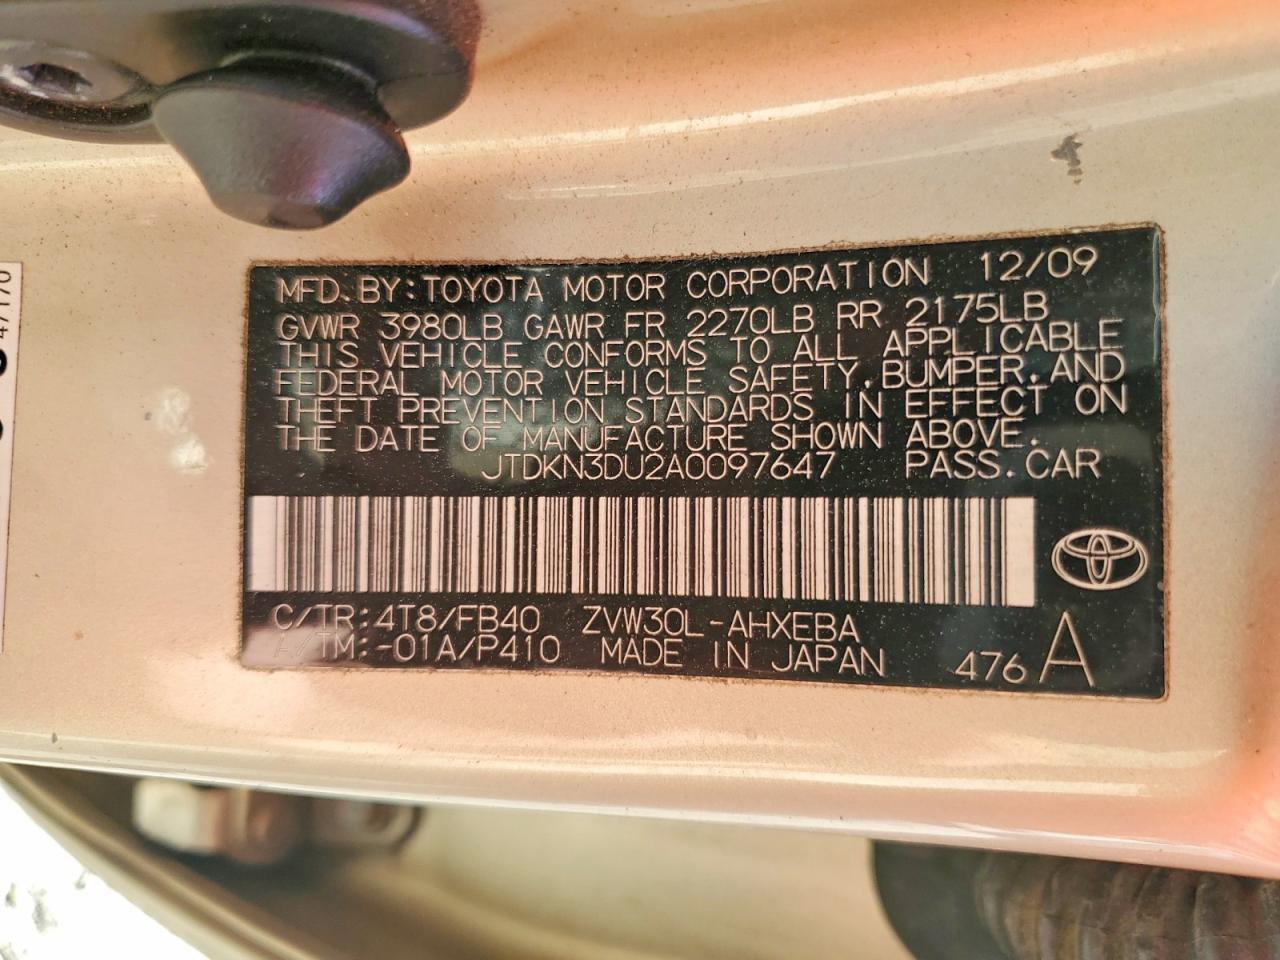 MFD. BY: TOYOTA MOTOR CORPORATION 12/09
GVWR 3980LB GAWR FR 2270LB RR 2175LB
THIS VEHICLE CONFORMS TO ALL APPLICABLE
FEDERAL MOTOR VEHICLE SAFETY, BUMPER, AND
THEFT PREVENTION STANDARDS IN EFFECT ON
THE DATE OF MANUFACTURE SHOWN ABOVE.
JTDKN3DU2A0097647 PASS. CAR
C/TR: 4T8/FB40 ZVW30L-AHXEBA
A/TM: -01A/P410 MADE IN JAPAN 476 A
47170